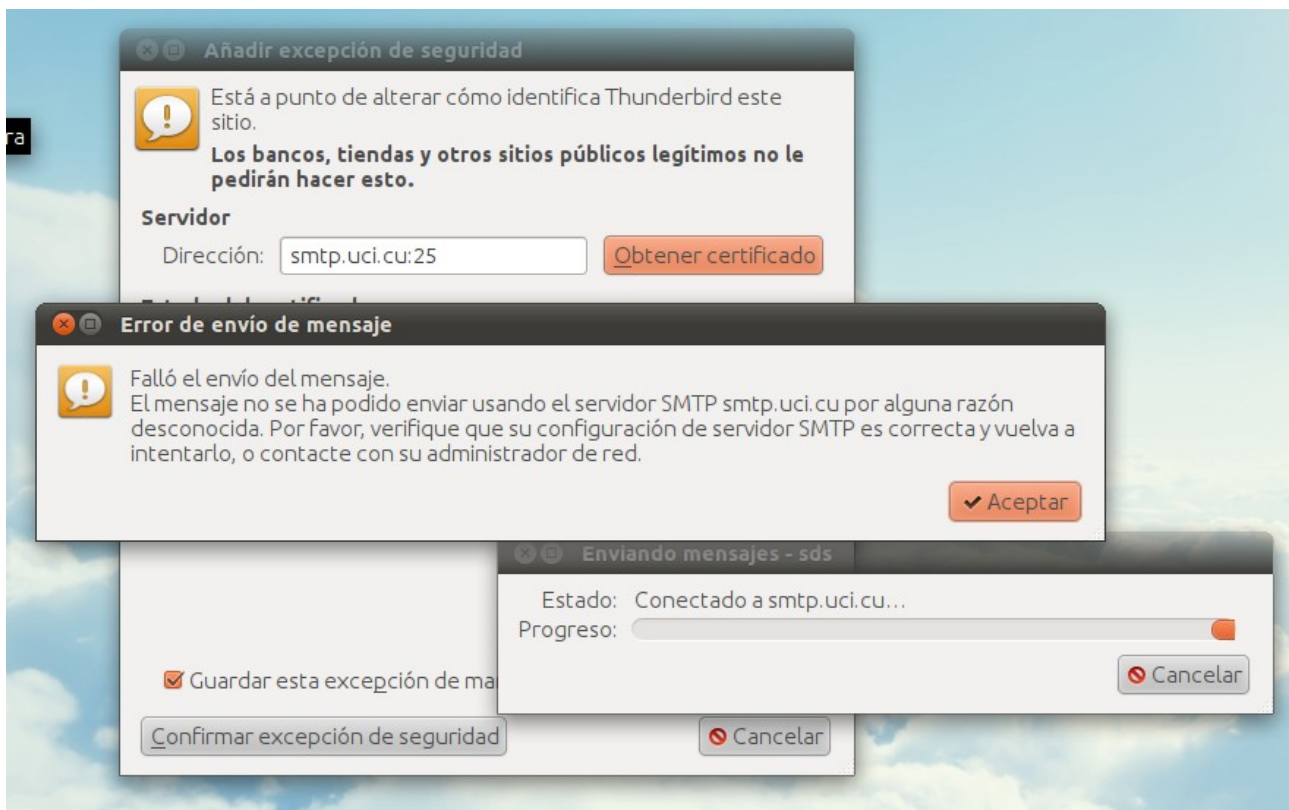 Añadir excepción de seguridad
Está a punto de alterar cómo identifica Thunderbird este
sitio.
ra
Los bancos, tiendas y otros sitios públicos legítimos no le
pedirán hacer esto.
Servidor
Dirección: smtp.uci.cu:25 Obtener certificado
Error de envío de mensaje
Falló el envío del mensaje.
El mensaje no se ha podido enviar usando el servidor SMTP smtp.uci.cu por alguna razón
desconocida. Por favor, verifique que su configuración de servidor SMTP es correcta y vuelva a
intentarlo, o contacte con su administrador de red.
Aceptar
Enviando mensajes - sds
Estado: Conectado a smtp.uci.cu...
Progreso:
Cancelar
Guardar esta excepción de ma
Confirmar excepción de seguridad Cancelar